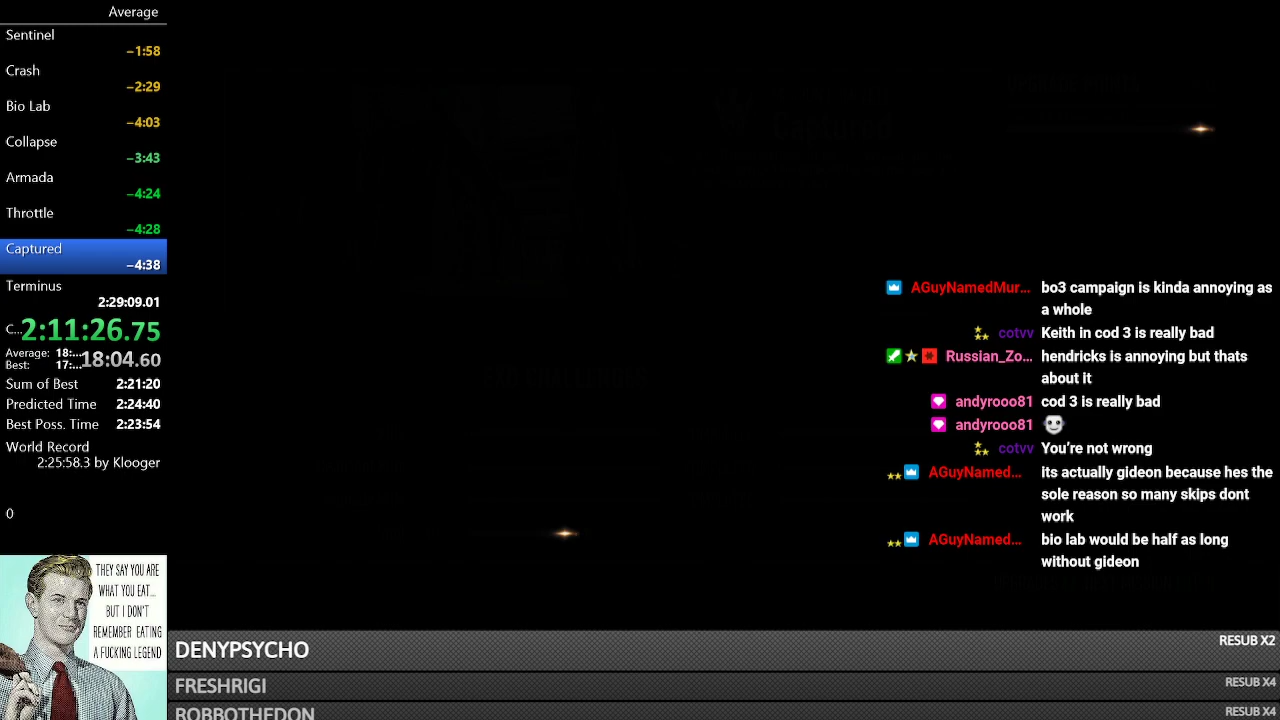 Average
Sentinel
−1:58
Crash
−2:29
Bio Lab
−4:03
Collapse
−3:43
Armada
−4:24
Throttle
−4:28
Captured
−4:38
Terminus
2:29:09.01
C... 2:11:26.75
Average: 18:...
Best: 17:... 18:04.60
Sum of Best 2:21:20
Predicted Time 2:24:40
Best Poss. Time 2:23:54
World Record
2:25:58.3 by Klooger
0
THEY SAY YOU ARE
WHAT YOU EAT...
BUT I DON'T
REMEMBER EATING
A FUCKING LEGEND
Captured
AGuyNamedMur... bo3 campaign is kinda annoying as
a whole
cotvv Keith in cod 3 is really bad
Russian_Zo... hendricks is annoying but thats
about it
andyrooo81 cod 3 is really bad
andyrooo81
cotvv You're not wrong
AGuyNamed... its actually gideon because hes the
sole reason so many skips dont
work
AGuyNamed... bio lab would be half as long
without gideon
EXO CHALLENGES
DENYPSYCHO RESUB X2
FRESHRIGI RESUB X4
ROBBOTHEDON RESUB X4